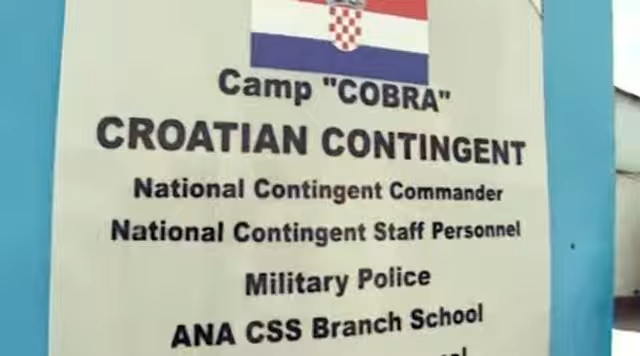 Camp "COBRA"
CROATIAN CONTINGENT
National Contingent Commander
National Contingent Staff Personnel
Military Police
ANA CSS Branch School